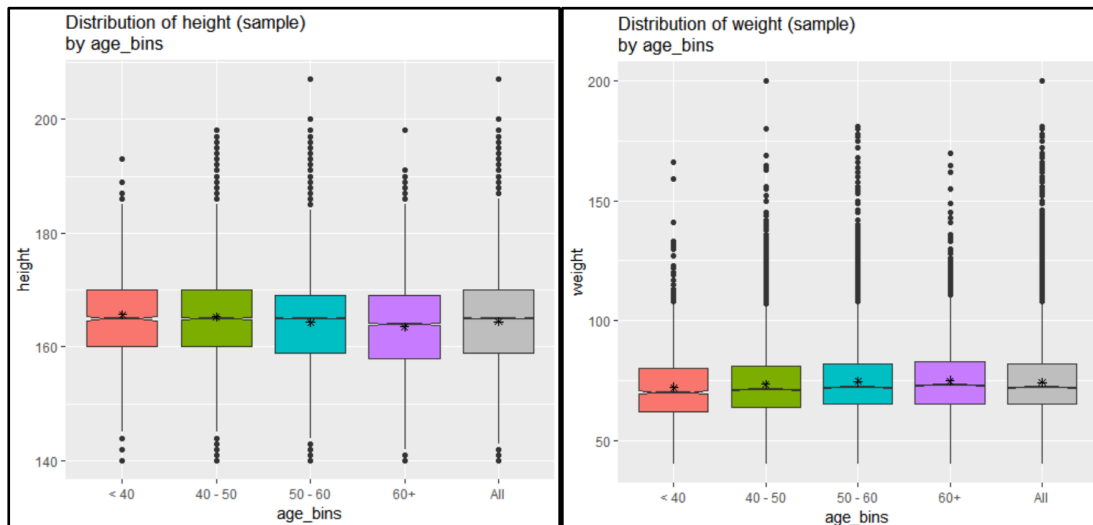 Distribution of height (sample)
by age_bins
height
200
180
160
140
< 40
40 - 50
50 - 60
60+
All
age_bins
Distribution of weight (sample)
by age_bins
weight
200
150
100
50
< 40
40 - 50
50 - 60
60+
All
age_bins